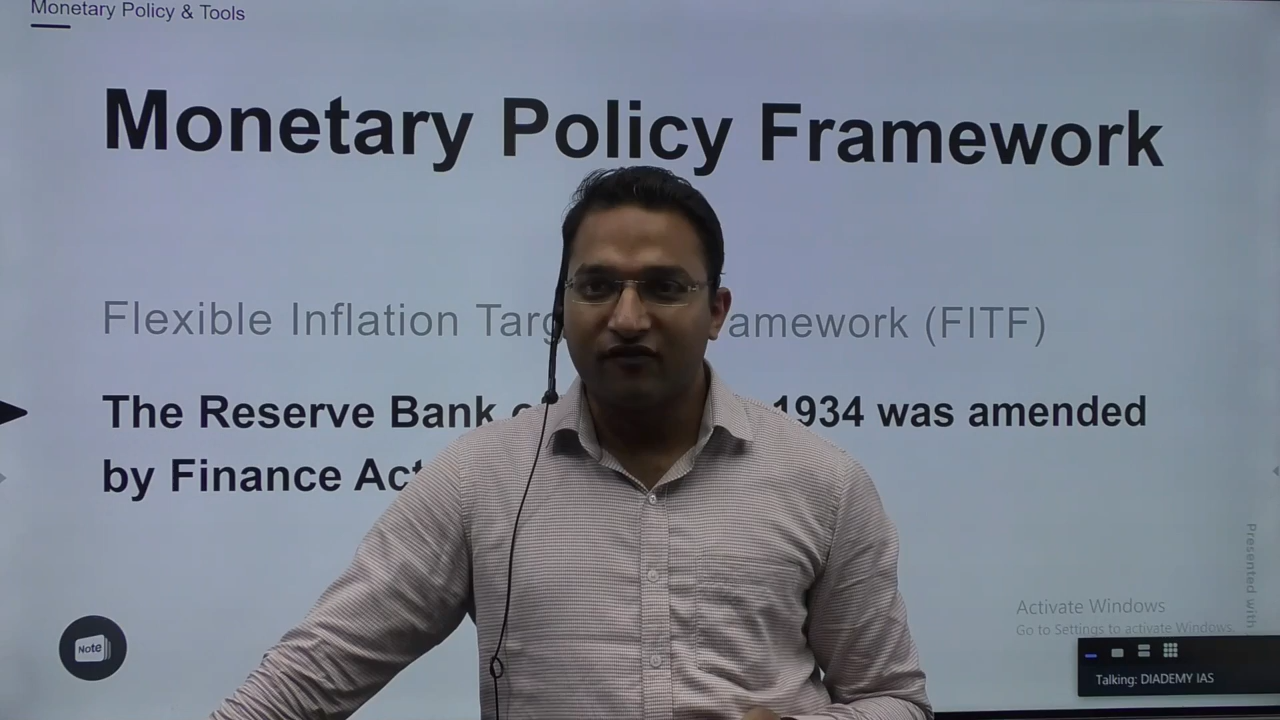 Monetary Policy & Tools
Monetary Policy Framework
Flexible Inflation Targ amework (FITF)
The Reserve Bank 1934 was amended
by Finance Act
Note
Presented with
Activate Windows
Go to Settings to activate Windows.
Talking: DIADEMY IAS